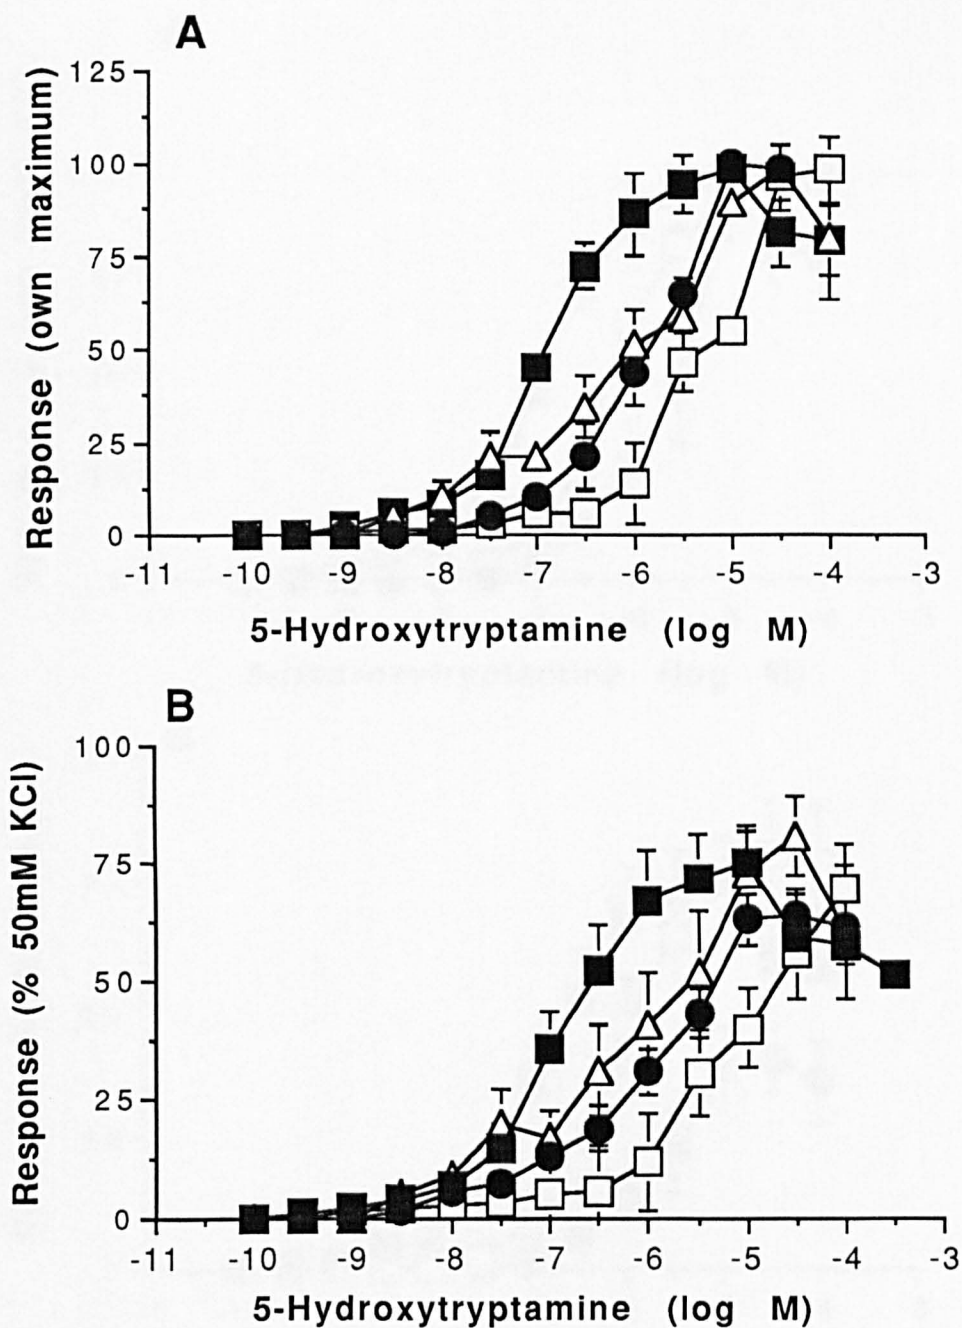 A
Response (own maximum)
125
100
75
50
25
0
-11 -10 -9 -8 -7 -6 -5 -4 -3
5-Hydroxytryptamine (log M)
B
Response (% 50mM KCl)
100
75
50
25
0
-11 -10 -9 -8 -7 -6 -5 -4 -3
5-Hydroxytryptamine (log M)